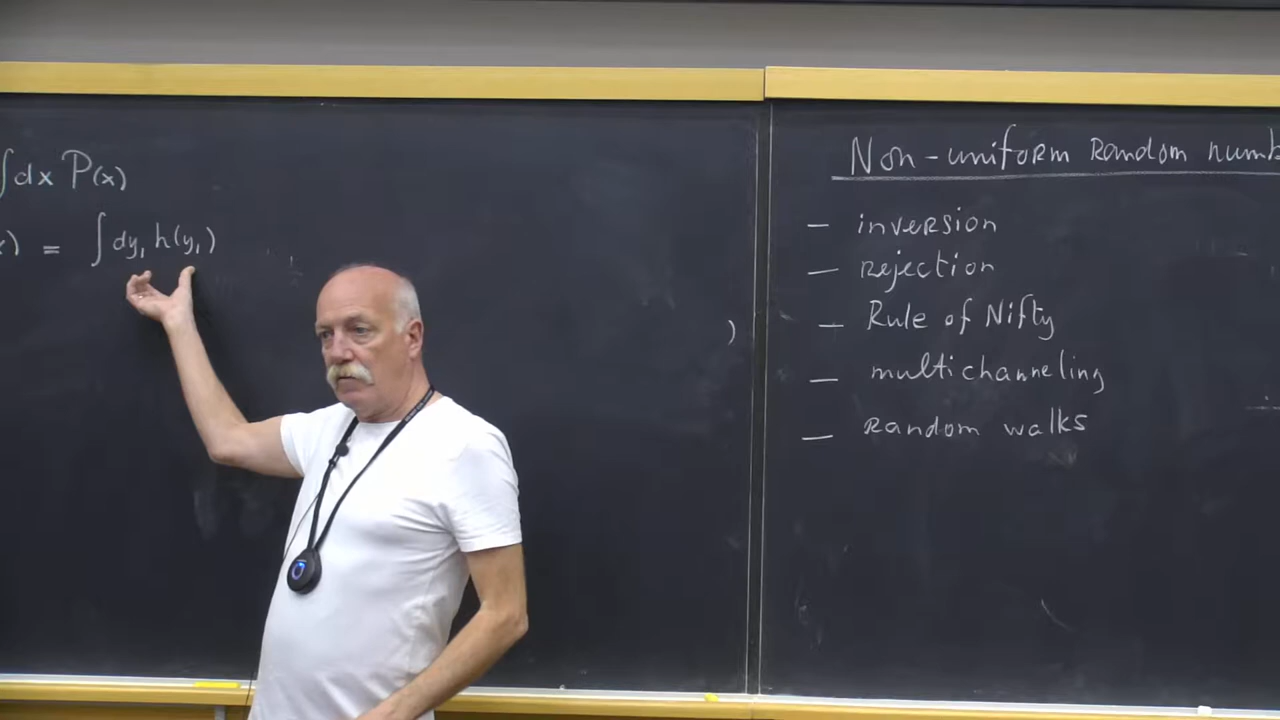 ∫dx P(x)
) = ∫dy₁ h(y₁)
)
Non-uniform Random numb
– inversion
– rejection
– Rule of Nifty
– multichanneling
– Random walks